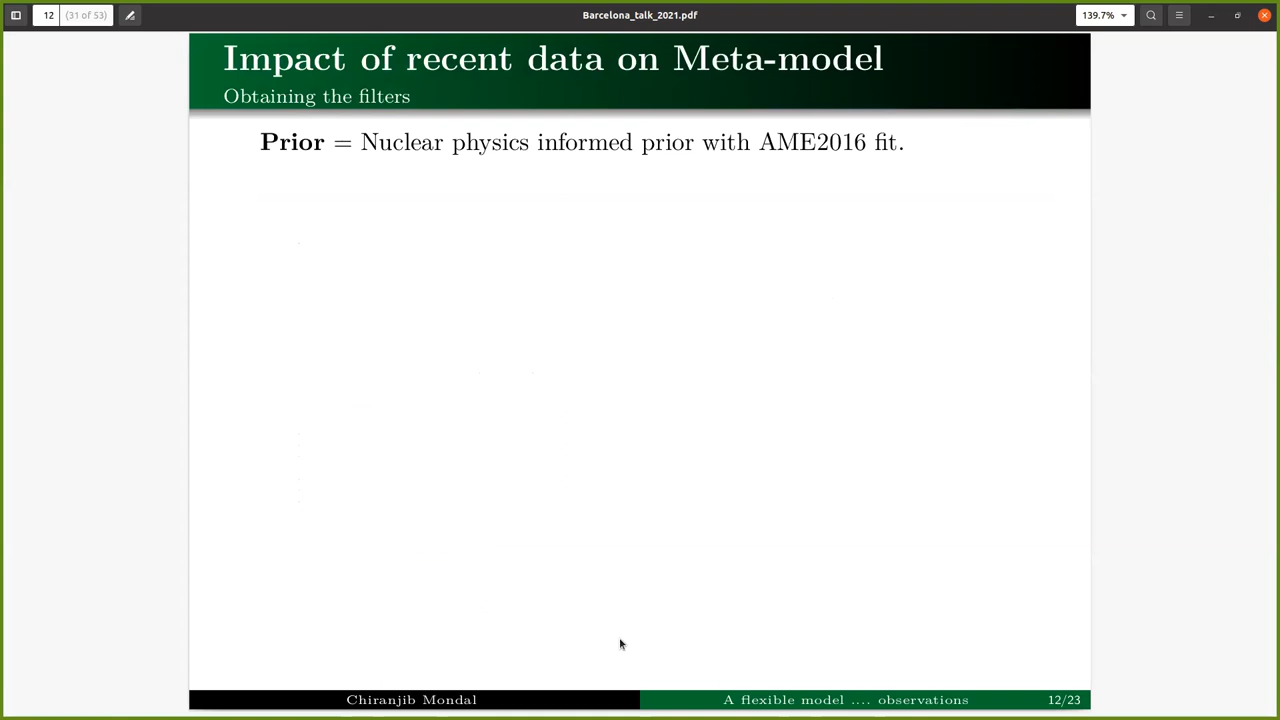 12 (31 of 53) Barcelona_talk_2021.pdf 139.7%
Impact of recent data on Meta-model
Obtaining the filters
Prior = Nuclear physics informed prior with AME2016 fit.
Chiranjib Mondal A flexible model .... observations 12/23